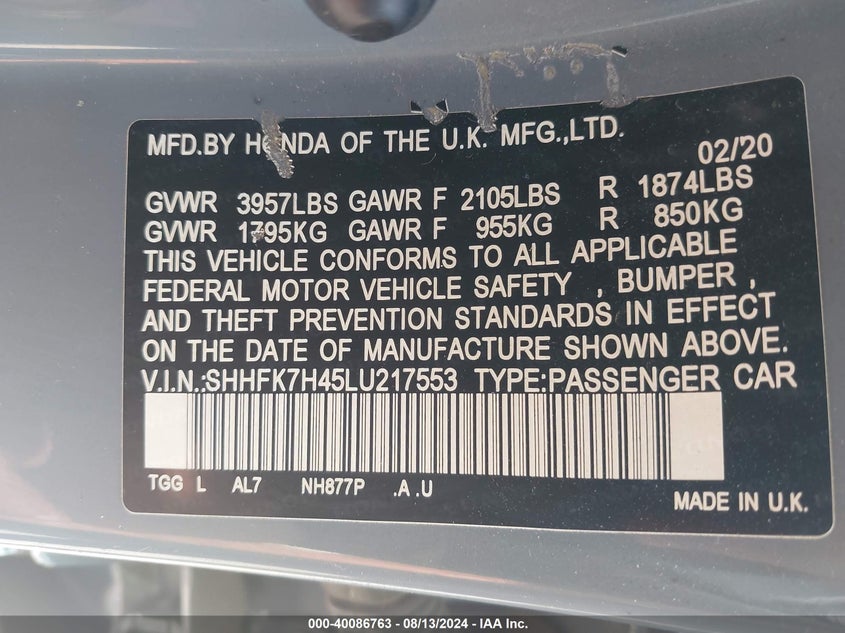 MFD.BY HONDA OF THE U.K. MFG.,LTD.
02/20
GVWR 3957LBS GAWR F 2105LBS R 1874LBS
GVWR 1795KG GAWR F 955KG R 850KG
THIS VEHICLE CONFORMS TO ALL APPLICABLE
FEDERAL MOTOR VEHICLE SAFETY , BUMPER ,
AND THEFT PREVENTION STANDARDS IN EFFECT
ON THE DATE OF MANUFACTURE SHOWN ABOVE.
V.I.N.:SHHFK7H45LU217553 TYPE:PASSENGER CAR
TGG L AL7 NH877P .A .U
MADE IN U.K.
000-40086763 - 08/13/2024 - IAAI.COM